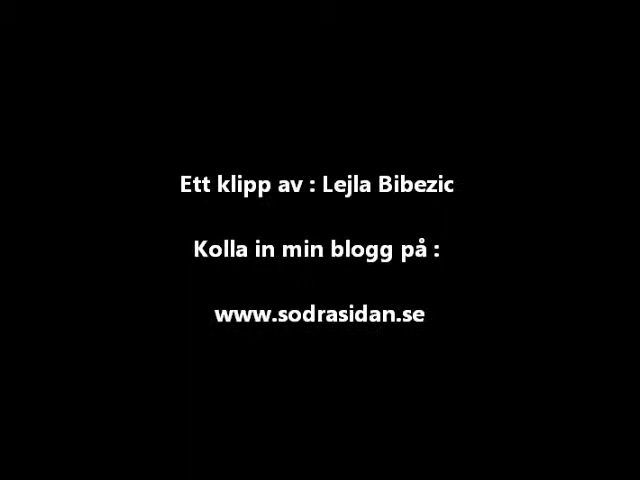 Ett klipp av : Lejla Bibezic
Kolla in min blogg på :
www.sodrasidan.se